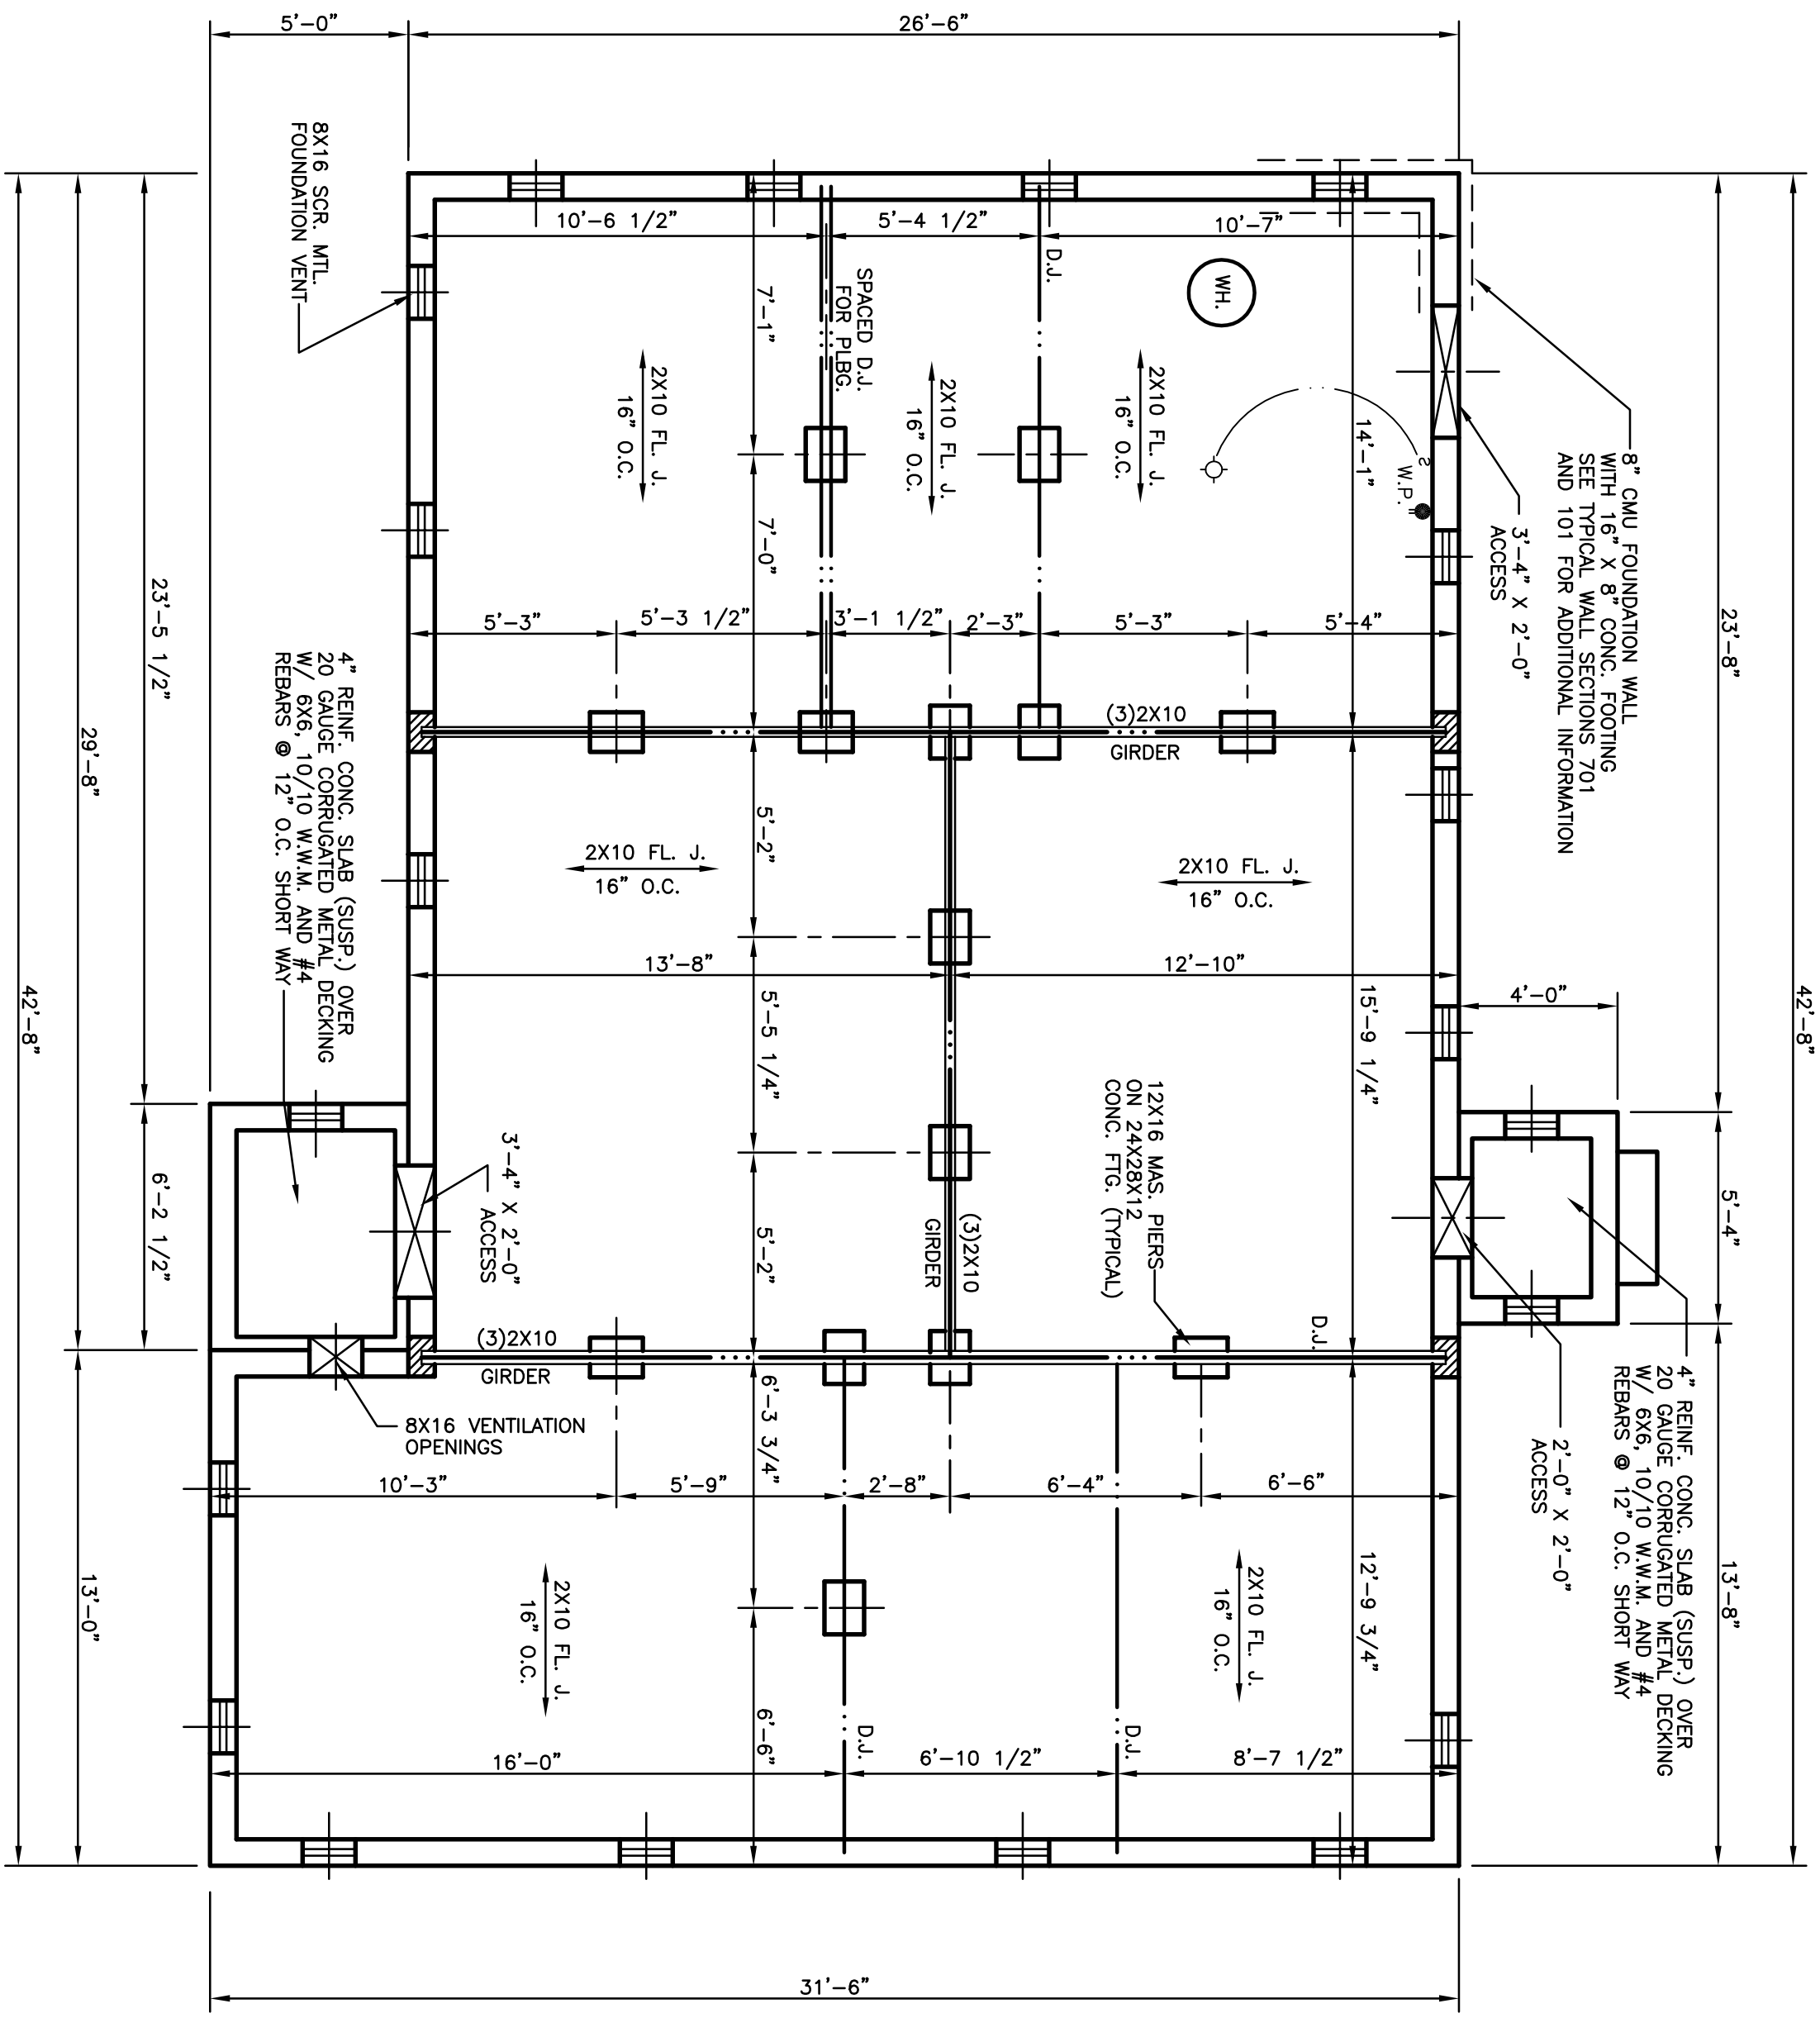 5'-0"
26'-6"
8X16 SCR. MTL.
FOUNDATION VENT
10'-6 1/2"
5'-4 1/2"
10'-7"
D.J.
WH.
SPACED D.J.
FOR PLBG.
7'-1"
7'-0"
14'-1"
2X10 FL. J.
16" O.C.
2X10 FL. J.
16" O.C.
2X10 FL. J.
16" O.C.
2
W.P.
8" CMU FOUNDATION WALL
WITH 16" X 8" CONC. FOOTING
SEE TYPICAL WALL SECTIONS 701
AND 101 FOR ADDITIONAL INFORMATION
3'-4" X 2'-0"
ACCESS
23'-8"
42'-8"
5'-3"
5'-3 1/2"
3'-1 1/2"
2'-3"
5'-3"
5'-4"
(3)2X10
GIRDER
23'-5 1/2"
29'-8"
42'-8"
4" REINF. CONC. SLAB (SUSP.) OVER
20 GAUGE CORRUGATED METAL DECKING
W/ 6X6, 10/10 W.W.M. AND #4
REBARS @ 12" O.C. SHORT WAY
2X10 FL. J.
16" O.C.
2X10 FL. J.
16" O.C.
5'-2"
5'-5 1/4"
5'-2"
13'-8"
12'-10"
15'-9 1/4"
4'-0"
12X16 MAS. PIERS
ON 24X28X12
CONC. FTG. (TYPICAL)
(3)2X10
GIRDER
3'-4" X 2'-0"
ACCESS
6'-2 1/2"
5'-4"
D.J.
(3)2X10
GIRDER
8X16 VENTILATION
OPENINGS
2'-0" X 2'-0"
ACCESS
4" REINF. CONC. SLAB (SUSP.) OVER
20 GAUGE CORRUGATED METAL DECKING
W/ 6X6, 10/10 W.W.M. AND #4
REBARS @ 12" O.C. SHORT WAY
6'-3 3/4"
6'-6"
12'-9 3/4"
10'-3"
5'-9"
2'-8"
6'-4"
6'-6"
13'-0"
13'-8"
2X10 FL. J.
16" O.C.
2X10 FL. J.
16" O.C.
D.J.
D.J.
16'-0"
6'-10 1/2"
8'-7 1/2"
31'-6"